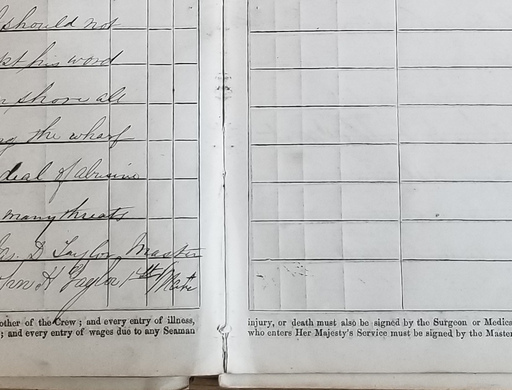 should not
his word
shore all
the wharf
deal of abusive
many threats
Jas. D Taylor Master
H Taylor 1st Mate
other of the Crew; and every entry of illness,
; and every entry of wages due to any Seaman
injury, or death must also be signed by the Surgeon or Medica
who enters Her Majesty's Service must be signed by the Master